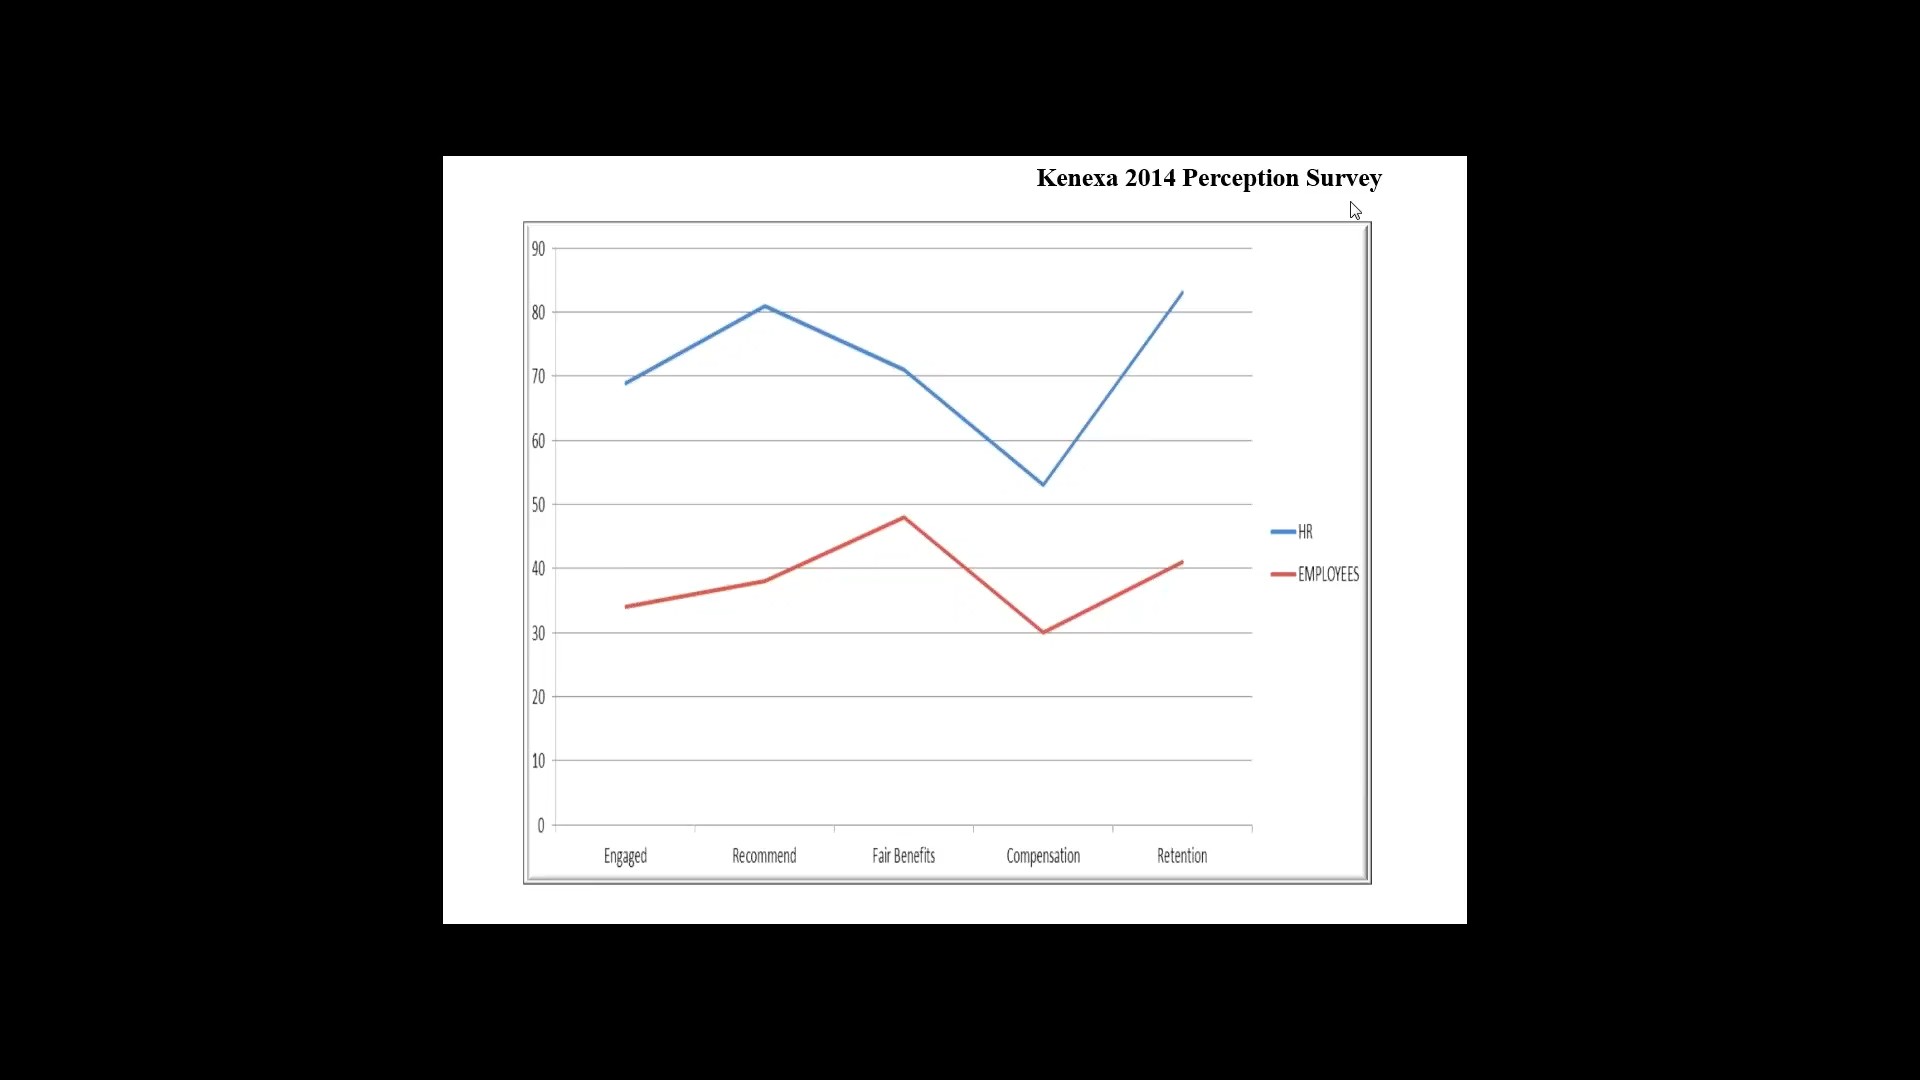 Kenexa 2014 Perception Survey
90
80
70
60
50
40
30
20
10
0
HR
EMPLOYEES
Engaged Recommend Fair Benefits Compensation Retention